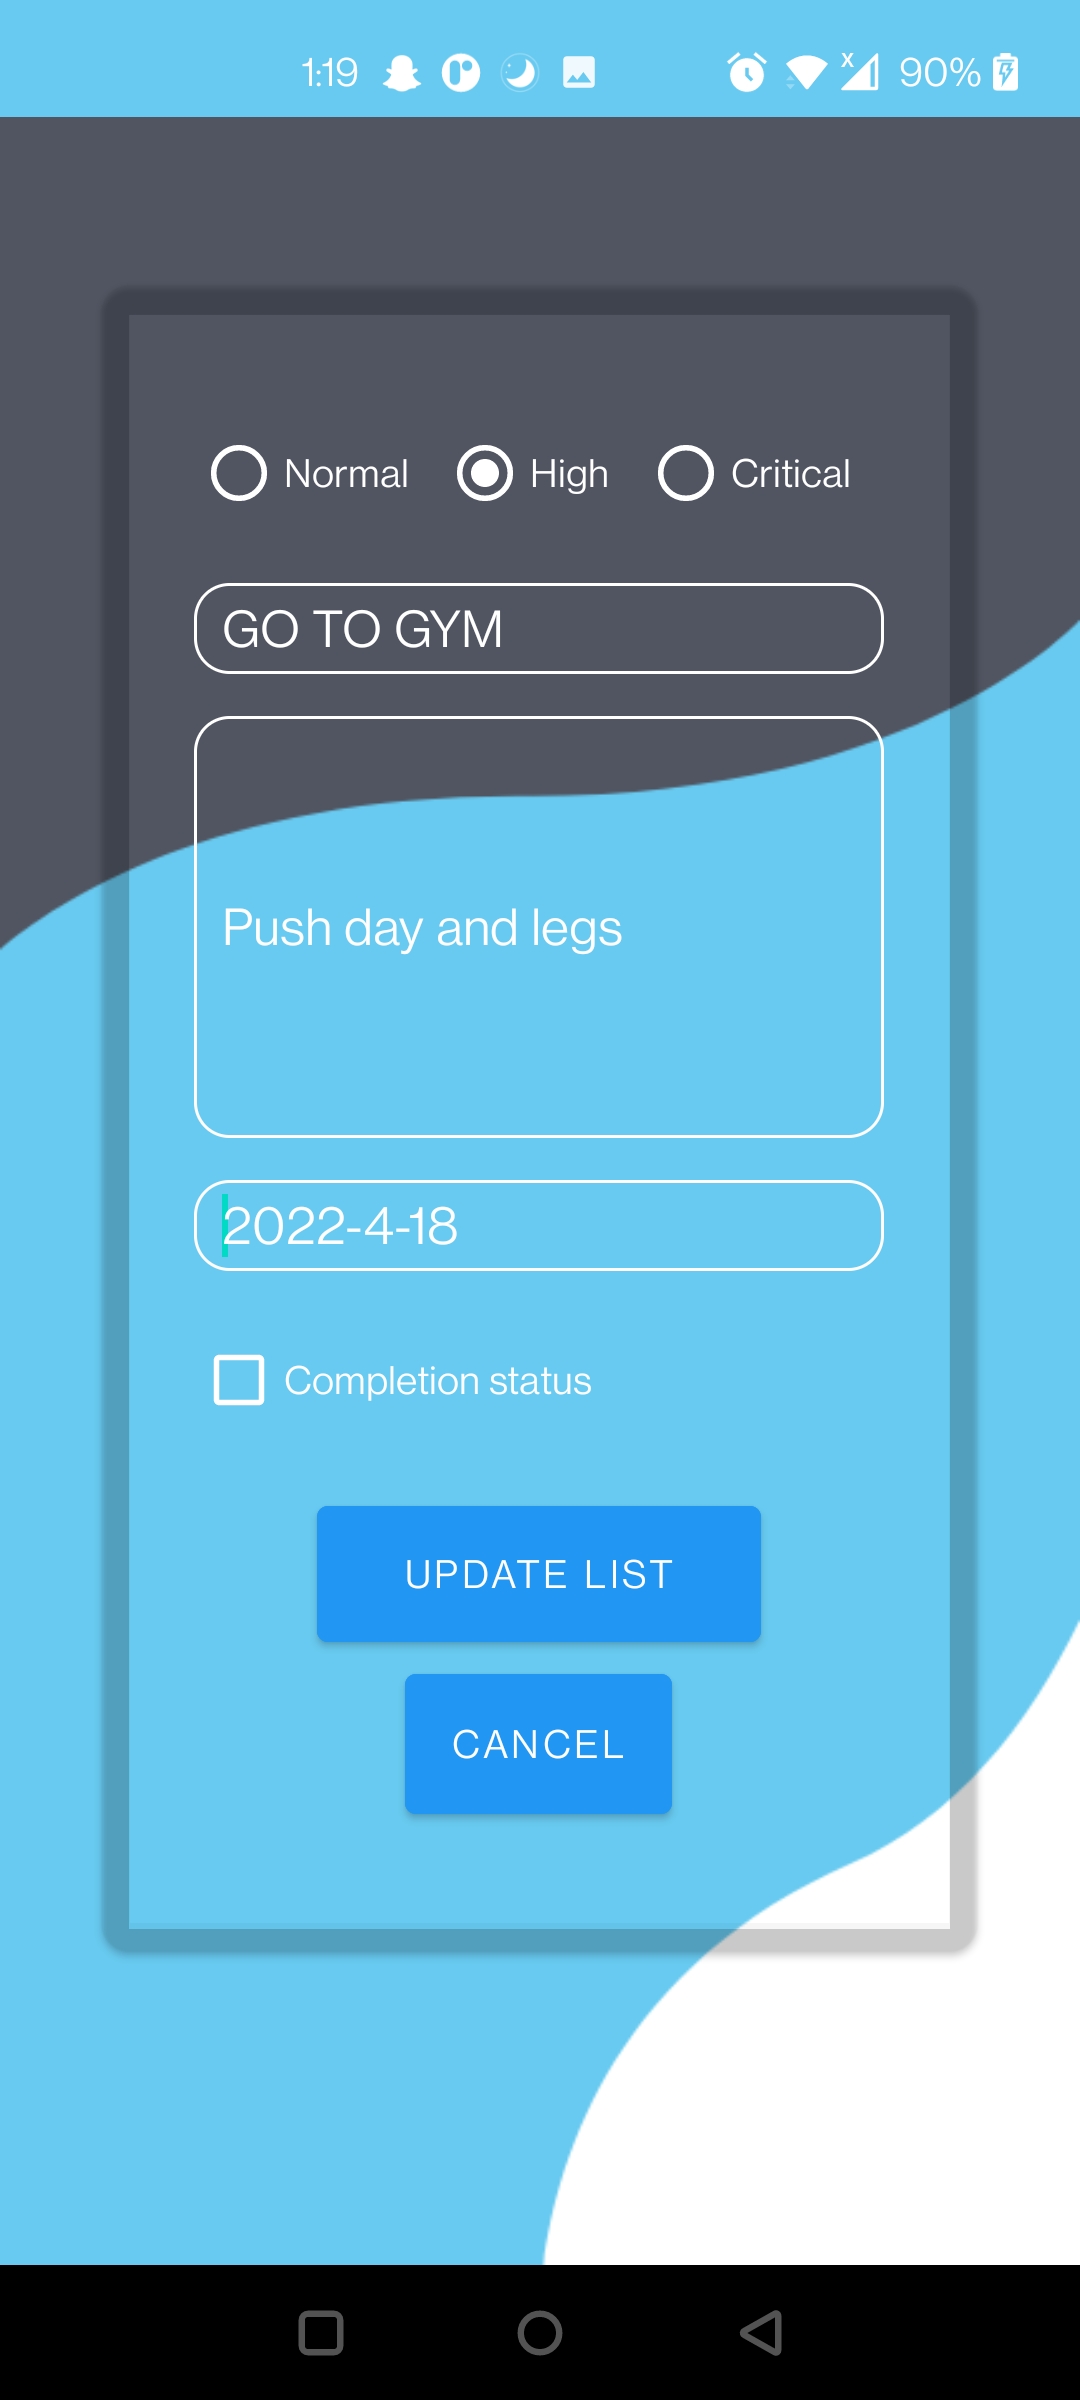 1:19 90%
Normal High Critical
GO TO GYM
Push day and legs
2022-4-18
Completion status
UPDATE LIST
CANCEL